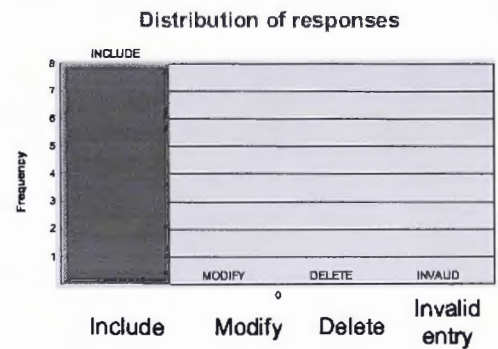 Distribution of responses
INCLUDE
8
7
6
5
4
3
2
1
Frequency
MODIFY DELETE INVALID
0
Include Modify Delete Invalid entry